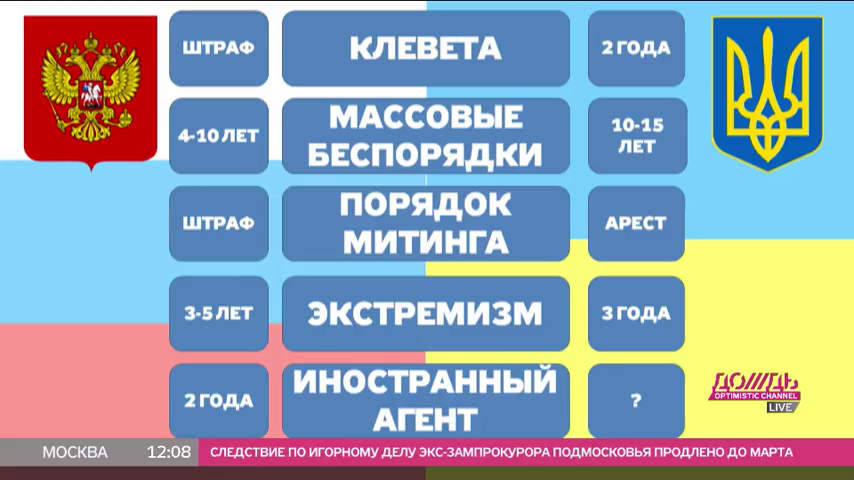 ШТРАФ
КЛЕВЕТА
2 ГОДА
4-10 ЛЕТ
МАССОВЫЕ
БЕСПОРЯДКИ
10-15
ЛЕТ
ШТРАФ
ПОРЯДОК
МИТИНГА
АРЕСТ
3-5 ЛЕТ
ЭКСТРЕМИЗМ
3 ГОДА
2 ГОДА
ИНОСТРАННЫЙ
АГЕНТ
?
ДОЖДЬ
OPTIMISTIC CHANNEL
LIVE
МОСКВА
12:08
СЛЕДСТВИЕ ПО ИГОРНОМУ ДЕЛУ ЭКС-ЗАМПРОКУРОРА ПОДМОСКОВЬЯ ПРОДЛЕНО ДО МАРТА